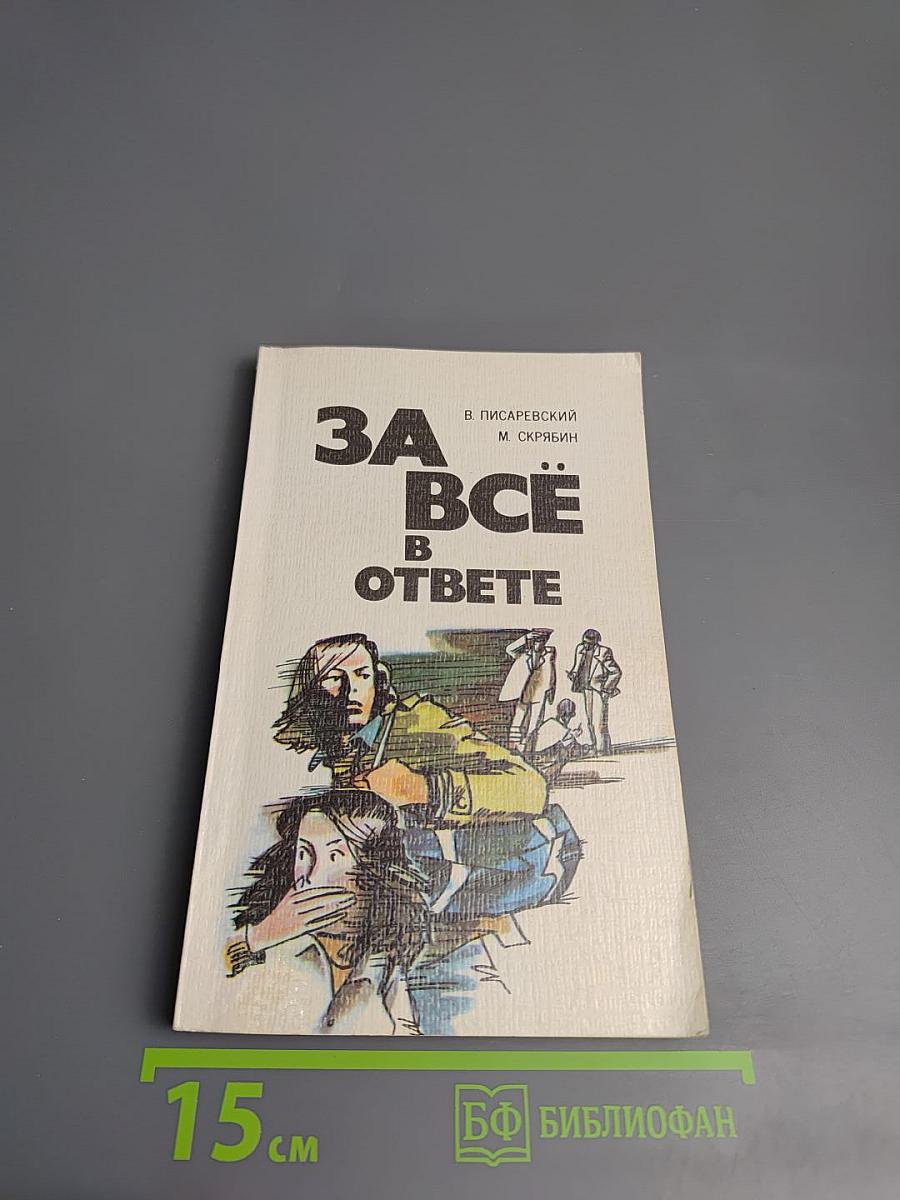 В. ПИСАРЕВСКИЙ
М. СКРЯБИН
ЗА
ВСЁ
В
ОТВЕТЕ
15 см
БФ БИБЛИОФАН